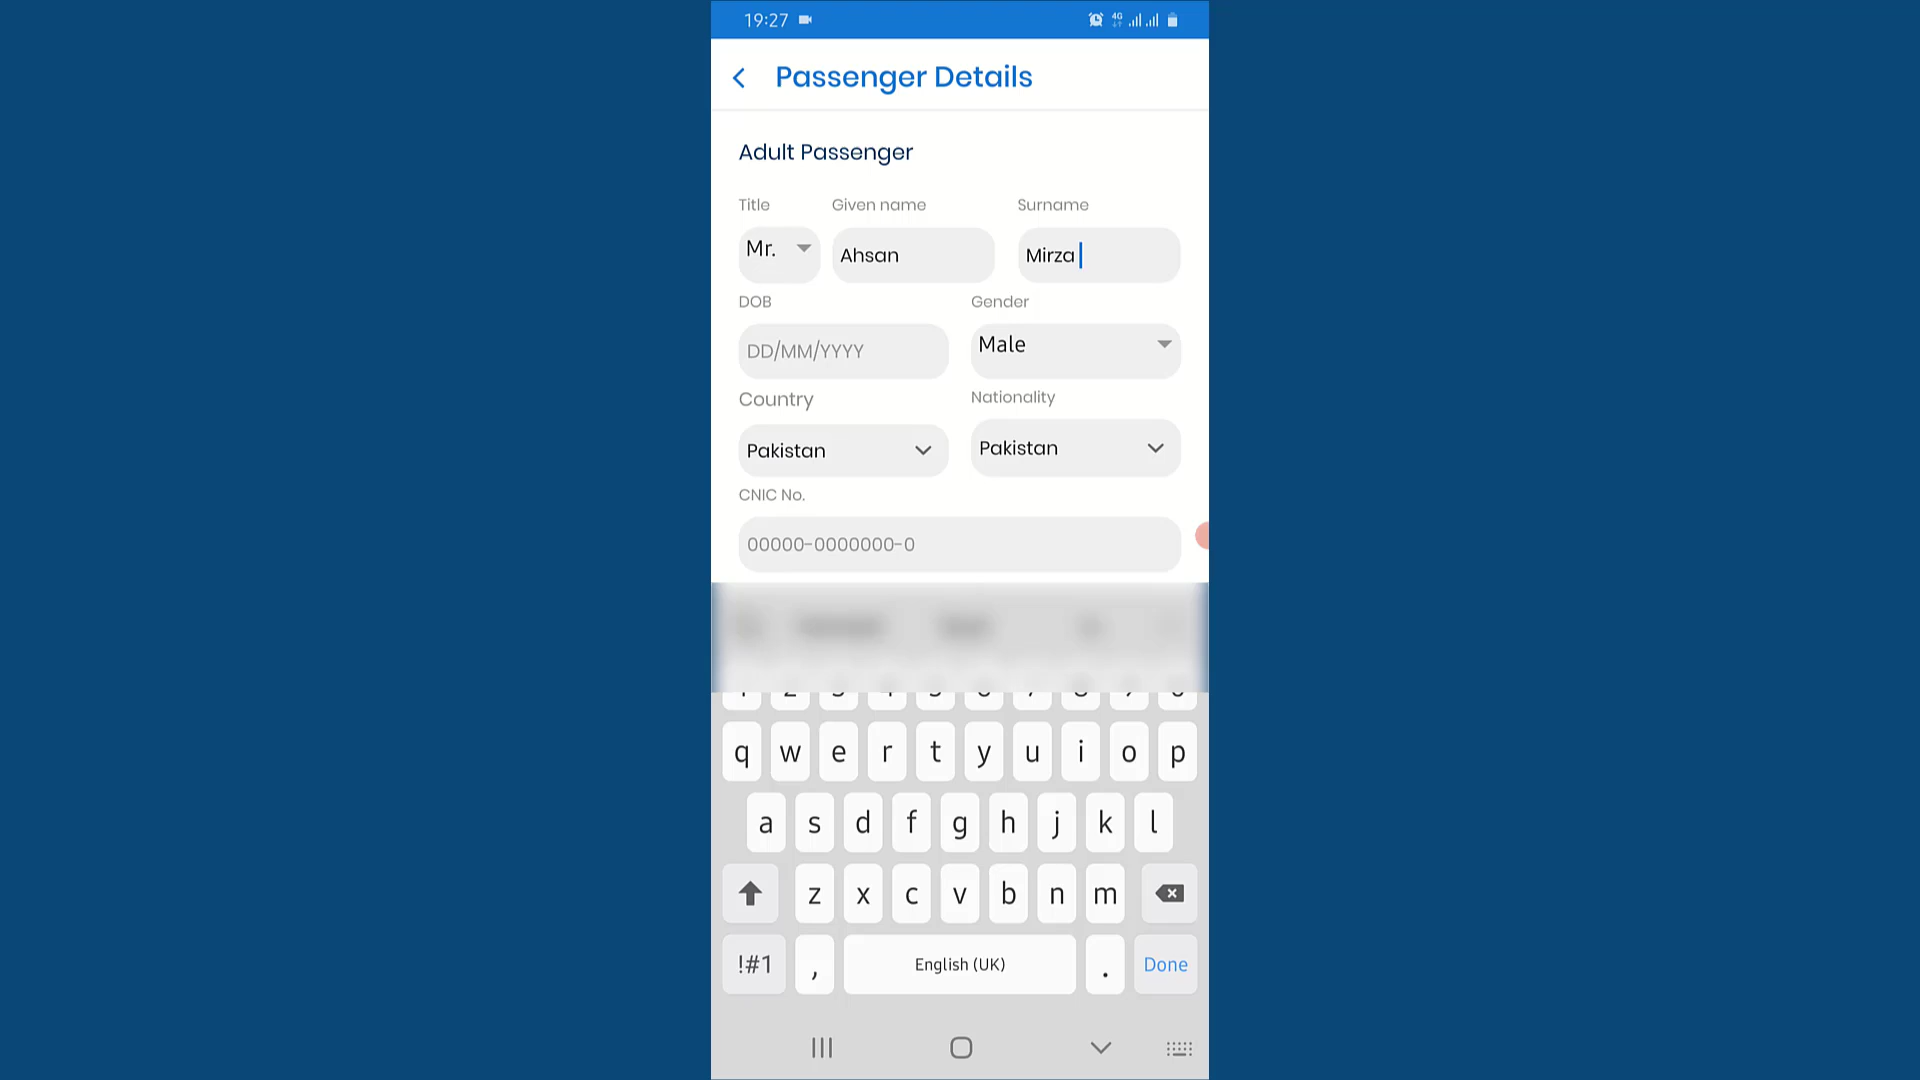 19:27 4G
Passenger Details
Adult Passenger
Title Given name Surname
Mr. Ahsan Mirza
DOB Gender
DD/MM/YYYY Male
Country Nationality
Pakistan Pakistan
CNIC No.
00000-0000000-0
q w e r t y u i o p
a s d f g h j k l
z x c v b n m
!#1 , English (UK) . Done